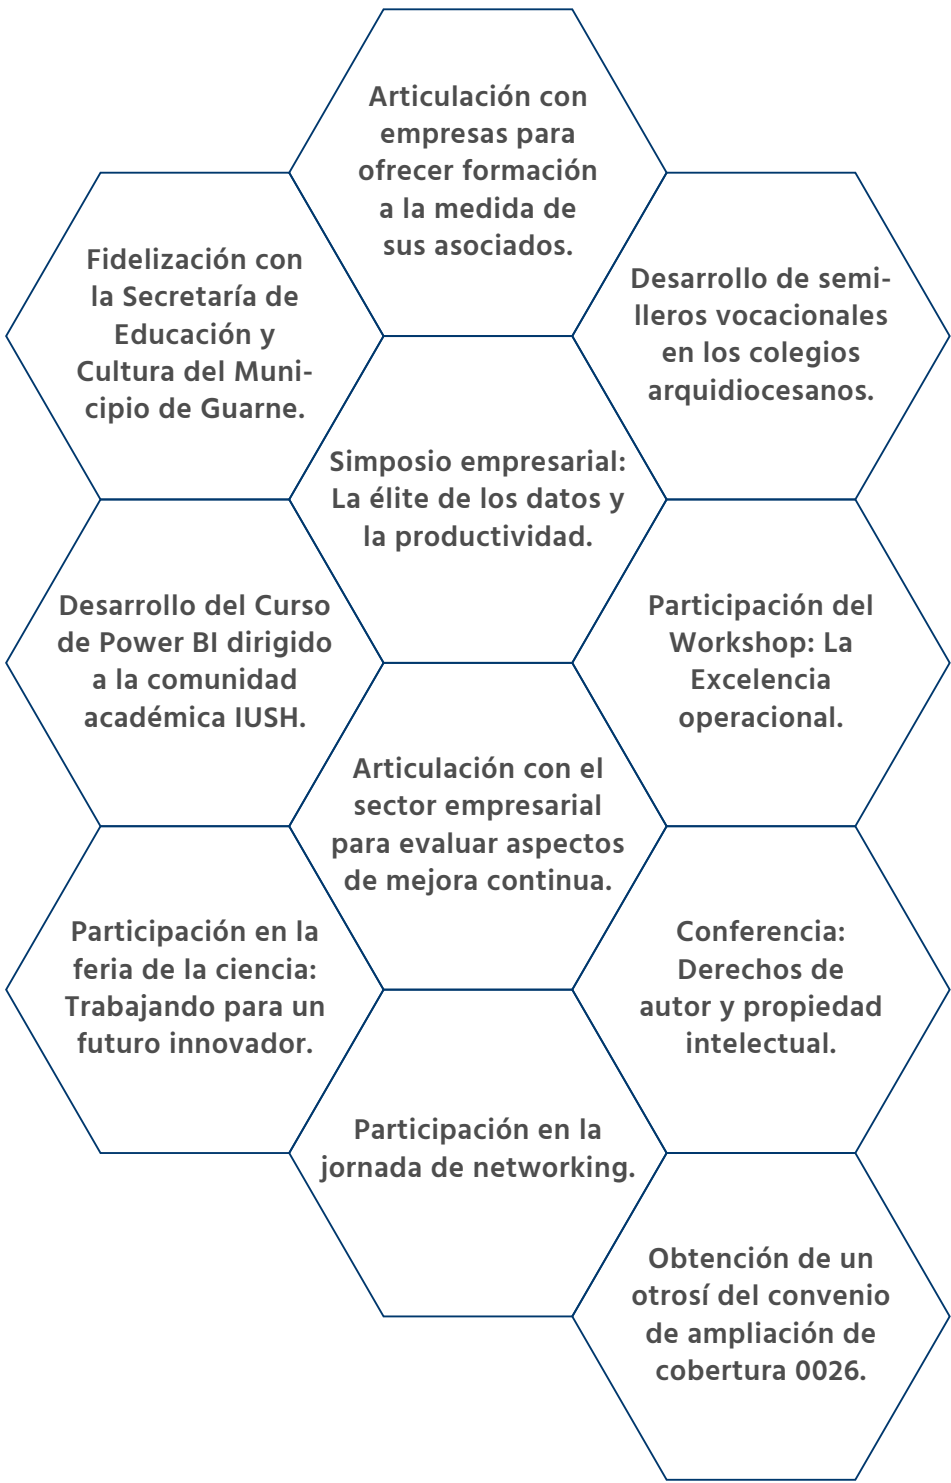 Articulación con
empresas para
ofrecer formación
a la medida de
sus asociados.
Fidelización con
la Secretaría de
Educación y
Cultura del Muni-
cipio de Guarne.
Desarrollo de semi-
lleros vocacionales
en los colegios
arquidiocesanos.
Simposio empresarial:
La élite de los datos y
la productividad.
Desarrollo del Curso
de Power BI dirigido
a la comunidad
académica IUSH.
Participación del
Workshop: La
Excelencia
operacional.
Articulación con el
sector empresarial
para evaluar aspectos
de mejora continua.
Participación en la
feria de la ciencia:
Trabajando para un
futuro innovador.
Conferencia:
Derechos de
autor y propiedad
intelectual.
Participación en la
jornada de networking.
Obtención de un
otrosí del convenio
de ampliación de
cobertura 0026.